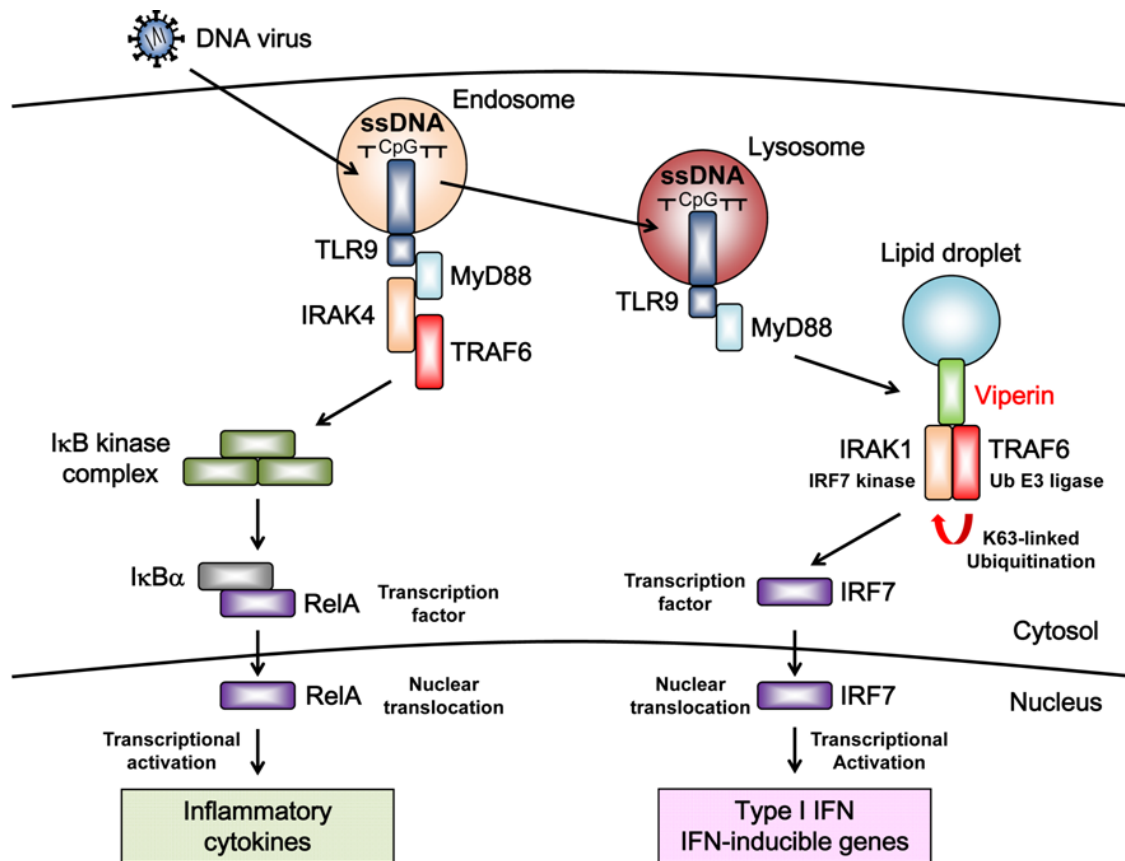 DNA virus
Endosome
ssDNA
CpG
TLR9
MyD88
IRAK4
TRAF6
Lysosome
ssDNA
CpG
TLR9
MyD88
Lipid droplet
Viperin
IRAK1
IRF7 kinase
TRAF6
Ub E3 ligase
K63-linked
Ubiquitination
IκB kinase
complex
IκBα
RelA
Transcription
factor
Transcription
factor
IRF7
Cytosol
RelA
Nuclear
translocation
Nuclear
translocation
IRF7
Nucleus
Transcriptional
activation
Transcriptional
Activation
Inflammatory
cytokines
Type I IFN
IFN-inducible genes